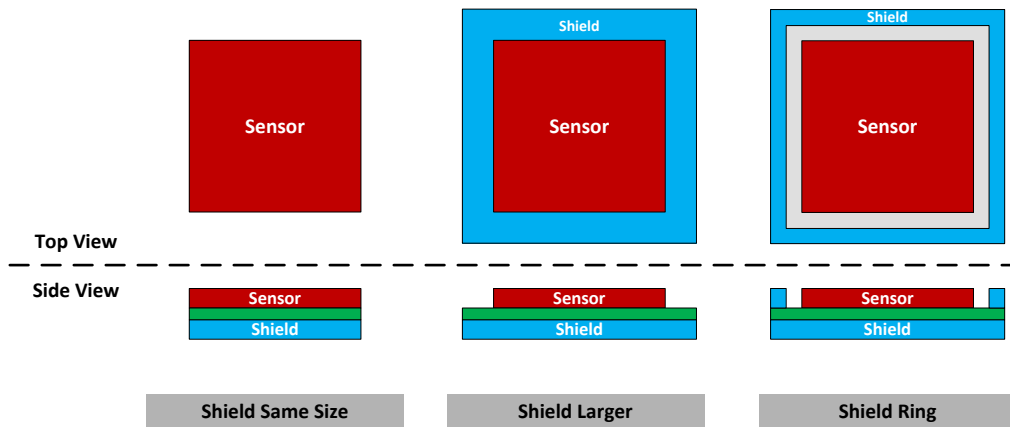 Shield
Shield
Sensor
Sensor
Sensor
Top View
Side View
Sensor
Sensor
Sensor
Shield
Shield
Shield
Shield Same Size
Shield Larger
Shield Ring